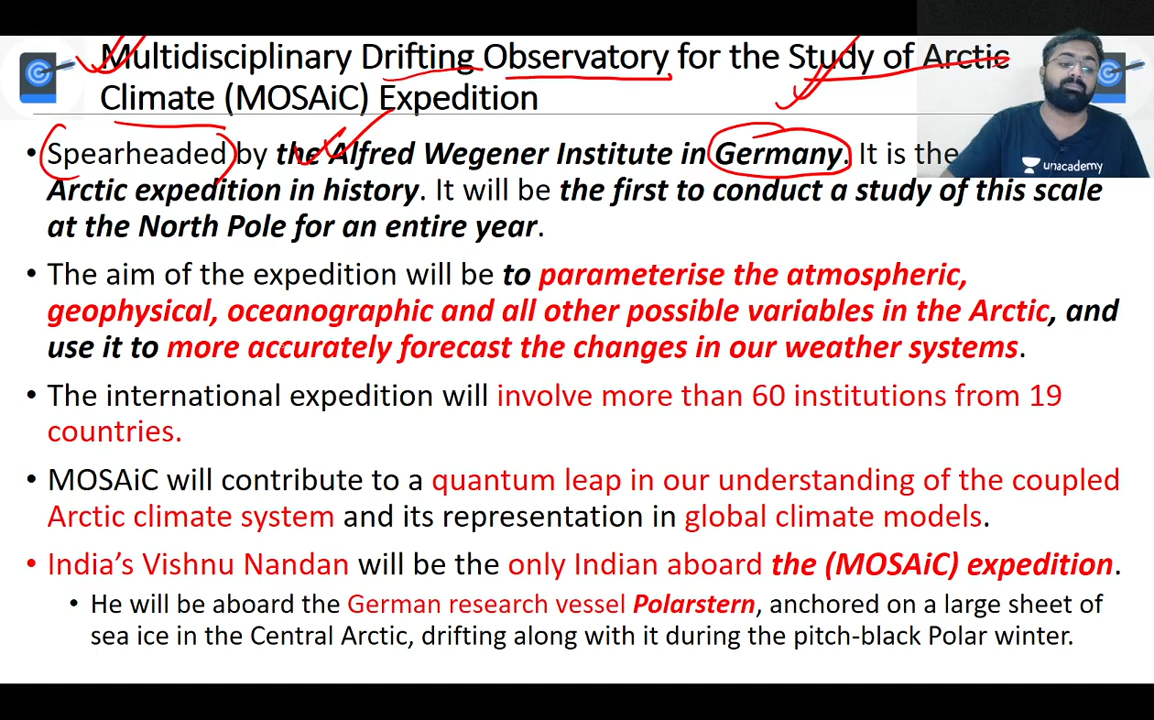 Multidisciplinary Drifting Observatory for the Study of Arctic
Climate (MOSAiC) Expedition
unacademy
• Spearheaded by the Alfred Wegener Institute in Germany. It is the
Arctic expedition in history. It will be the first to conduct a study of this scale
at the North Pole for an entire year.
• The aim of the expedition will be to parameterise the atmospheric,
geophysical, oceanographic and all other possible variables in the Arctic, and
use it to more accurately forecast the changes in our weather systems.
• The international expedition will involve more than 60 institutions from 19
countries.
• MOSAiC will contribute to a quantum leap in our understanding of the coupled
Arctic climate system and its representation in global climate models.
• India’s Vishnu Nandan will be the only Indian aboard the (MOSAiC) expedition.
• He will be aboard the German research vessel Polarstern, anchored on a large sheet of
sea ice in the Central Arctic, drifting along with it during the pitch-black Polar winter.